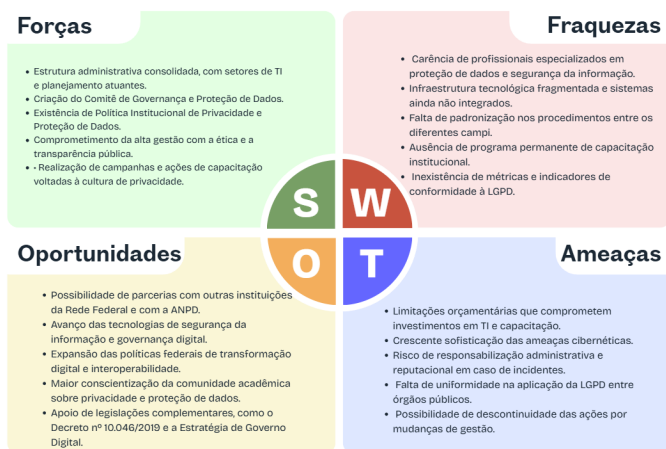 Forças
• Estrutura administrativa consolidada, com setores de TI
e planejamento atuantes.
• Criação do Comitê de Governança e Proteção de Dados.
• Existência de Política Institucional de Privacidade e
Proteção de Dados.
• Comprometimento da alta gestão com a ética e a
transparência pública.
• • Realização de campanhas e ações de capacitação
voltadas à cultura de privacidade.
Fraquezas
• Carência de profissionais especializados em
proteção de dados e segurança da informação.
• Infraestrutura tecnológica fragmentada e sistemas
ainda não integrados.
• Falta de padronização nos procedimentos entre os
diferentes campi.
• Ausência de programa permanente de capacitação
institucional.
• Inexistência de métricas e indicadores de
conformidade à LGPD.
S
W
O
T
Oportunidades
• Possibilidade de parcerias com outras instituições
da Rede Federal e com a ANPD.
• Avanço das tecnologias de segurança da
informação e governança digital.
• Expansão das políticas federais de transformação
digital e interoperabilidade.
• Maior conscientização da comunidade acadêmica
sobre privacidade e proteção de dados.
• Apoio de legislações complementares, como o
Decreto nº 10.046/2019 e a Estratégia de Governo
Digital.
Ameaças
• Limitações orçamentárias que comprometem
investimentos em TI e capacitação.
• Crescente sofisticação das ameaças cibernéticas.
• Risco de responsabilização administrativa e
reputacional em caso de incidentes.
• Falta de uniformidade na aplicação da LGPD entre
órgãos públicos.
• Possibilidade de descontinuidade das ações por
mudanças de gestão.